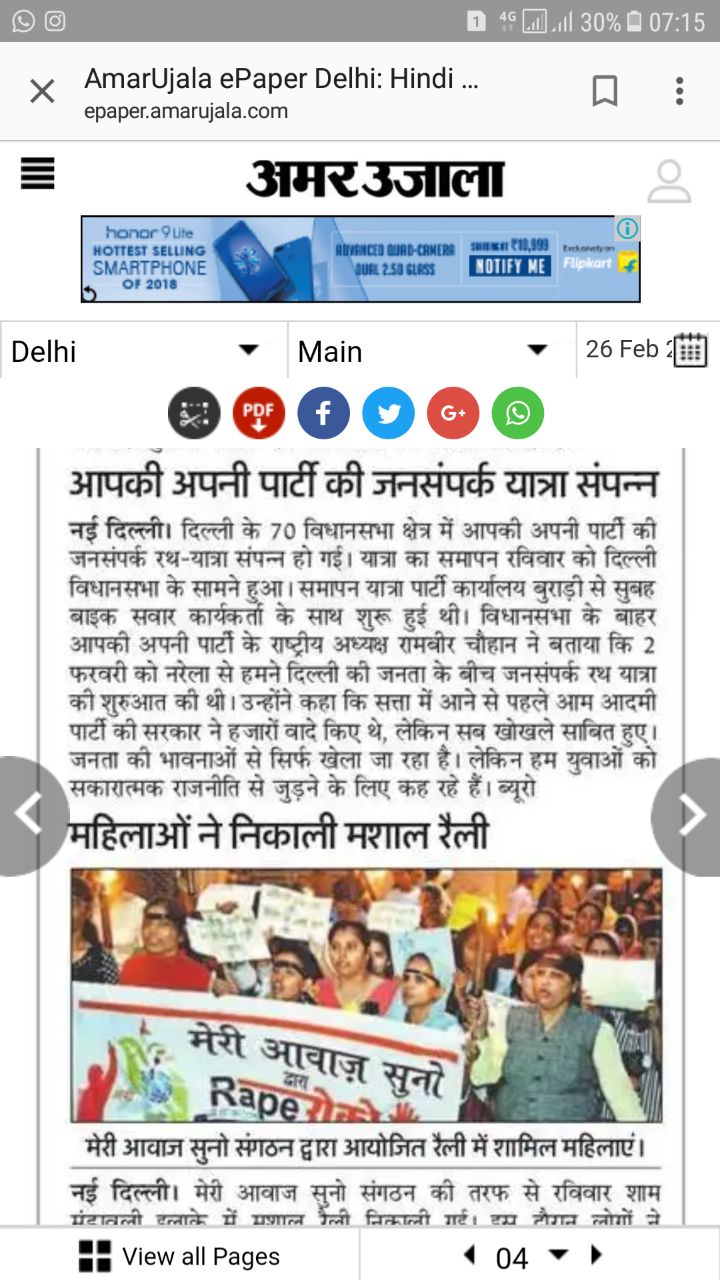 1 4G 30% 07:15
AmarUjala ePaper Delhi: Hindi ...
epaper.amarujala.com
अमर उजाला
honor 9 Lite
HOTTEST SELLING
SMARTPHONE
OF 2018
ADVANCED QUAD-CAMERA
DUAL 2.5D GLASS
₹10,999
NOTIFY ME
Exclusively on
Flipkart
Delhi
Main
26 Feb
PDF
f
G+
आपकी अपनी पार्टी की जनसंपर्क यात्रा संपन्न
नई दिल्ली। दिल्ली के 70 विधानसभा क्षेत्र में आपकी अपनी पार्टी की
जनसंपर्क रथ-यात्रा संपन्न हो गई। यात्रा का समापन रविवार को दिल्ली
विधानसभा के सामने हुआ। समापन यात्रा पार्टी कार्यालय बुराड़ी से सुबह
बाइक सवार कार्यकर्ता के साथ शुरू हुई थी। विधानसभा के बाहर
आपकी अपनी पार्टी के राष्ट्रीय अध्यक्ष रामबीर चौहान ने बताया कि 2
फरवरी को नरेला से हमने दिल्ली की जनता के बीच जनसंपर्क रथ यात्रा
की शुरुआत की थी। उन्होंने कहा कि सत्ता में आने से पहले आम आदमी
पार्टी की सरकार ने हजारों वादे किए थे, लेकिन सब खोखले साबित हुए।
जनता की भावनाओं से सिर्फ खेला जा रहा है। लेकिन हम युवाओं को
सकारात्मक राजनीति से जुड़ने के लिए कह रहे हैं। ब्यूरो
महिलाओं ने निकाली मशाल रैली
मेरी आवाज़ सुनो
द्वारा
Rape रोको
मेरी आवाज सुनो संगठन द्वारा आयोजित रैली में शामिल महिलाएं।
नई दिल्ली। मेरी आवाज सुनो संगठन की तरफ से रविवार शाम
मंडावली इलाके में मशाल रैली निकाली गई। इस दौरान लोगों ने
View all Pages
04